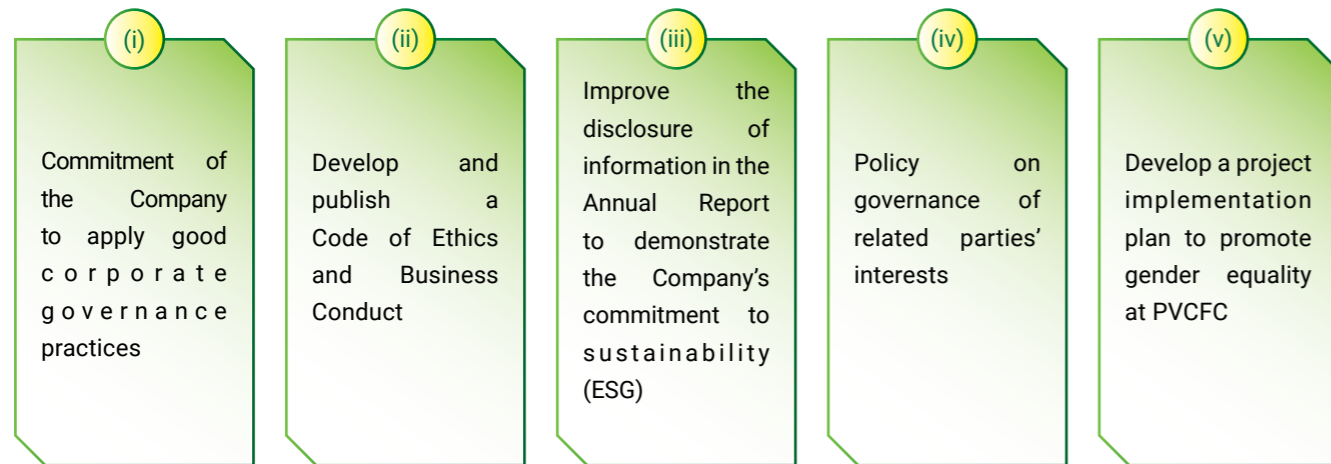 (i)
Commitment of
the Company
to apply good
corporate
governance
practices
(ii)
Develop and
publish a
Code of Ethics
and Business
Conduct
(iii)
Improve the
disclosure of
information in the
Annual Report
to demonstrate
the Company’s
commitment to
sustainability
(ESG)
(iv)
Policy on
governance of
related parties’
interests
(v)
Develop a project
implementation
plan to promote
gender equality
at PVCFC